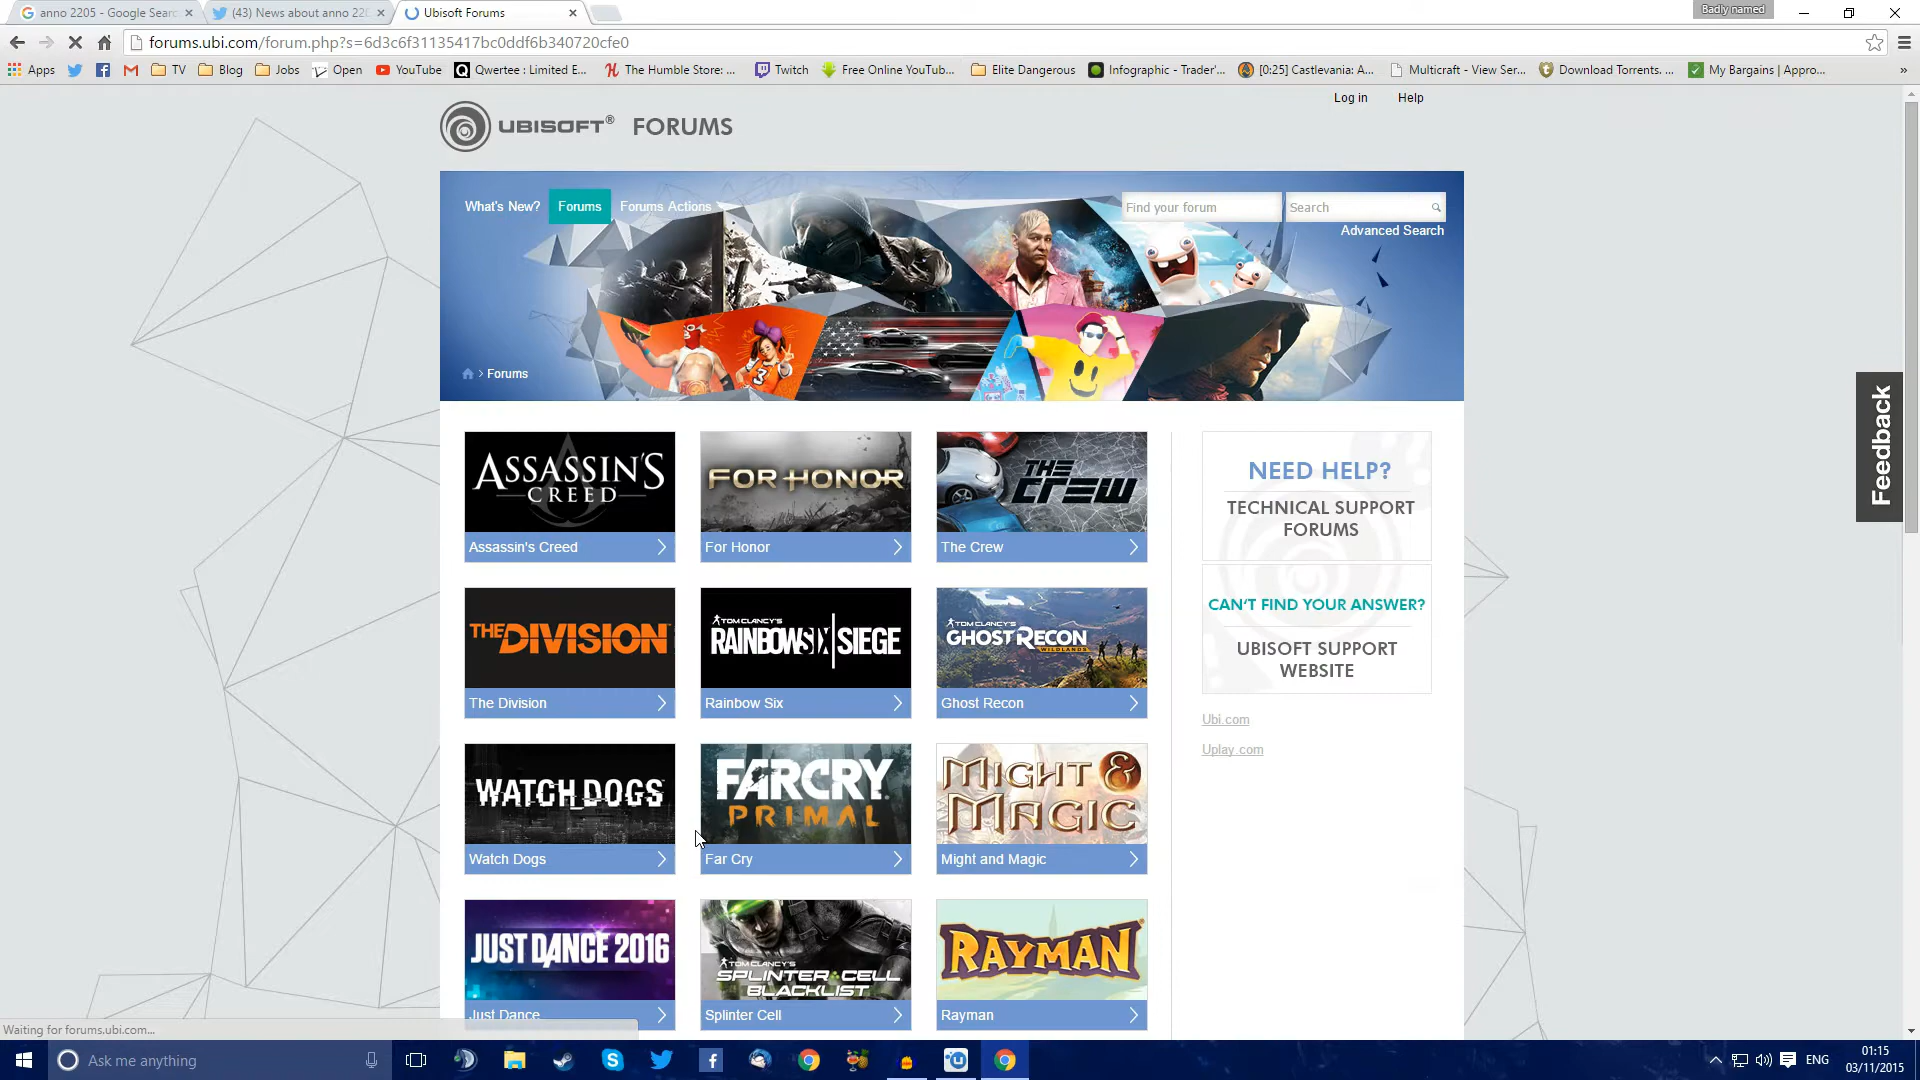 anno 2205 - Google Searc
(43) News about anno 220
Ubisoft Forums
Badly named
forums.ubi.com/forum.php?s=6d3c6f31135417bc0ddf6b340720cfe0
Apps
TV
Blog
Jobs
Open
YouTube
Qwertee : Limited E...
The Humble Store: ...
Twitch
Free Online YouTub...
Elite Dangerous
Infographic - Trader'...
[0:25] Castlevania: A...
Multicraft - View Ser...
Download Torrents. ...
My Bargains | Appro...
»
Log in
Help
UBISOFT® FORUMS
What's New?
Forums
Forums Actions
Find your forum
Search
Advanced Search
> Forums
Feedback
ASSASSIN'S
CREED
Assassin's Creed
FOR HONOR
For Honor
THE
CREW
The Crew
NEED HELP?
TECHNICAL SUPPORT
FORUMS
CAN'T FIND YOUR ANSWER?
UBISOFT SUPPORT
WEBSITE
Ubi.com
Uplay.com
THE DIVISION
The Division
TOM CLANCY'S
RAINBOW SIX | SIEGE
Rainbow Six
TOM CLANCY'S
GHOST RECON
WILDLANDS
Ghost Recon
WATCH_DOGS
Watch Dogs
FARCRY
PRIMAL
Far Cry
MIGHT &
MAGIC
Might and Magic
JUST DANCE 2016
Just Dance
TOM CLANCY'S
SPLINTER CELL
BLACKLIST
Splinter Cell
RAYMAN
Rayman
Waiting for forums.ubi.com...
Ask me anything
ENG
01:15
03/11/2015